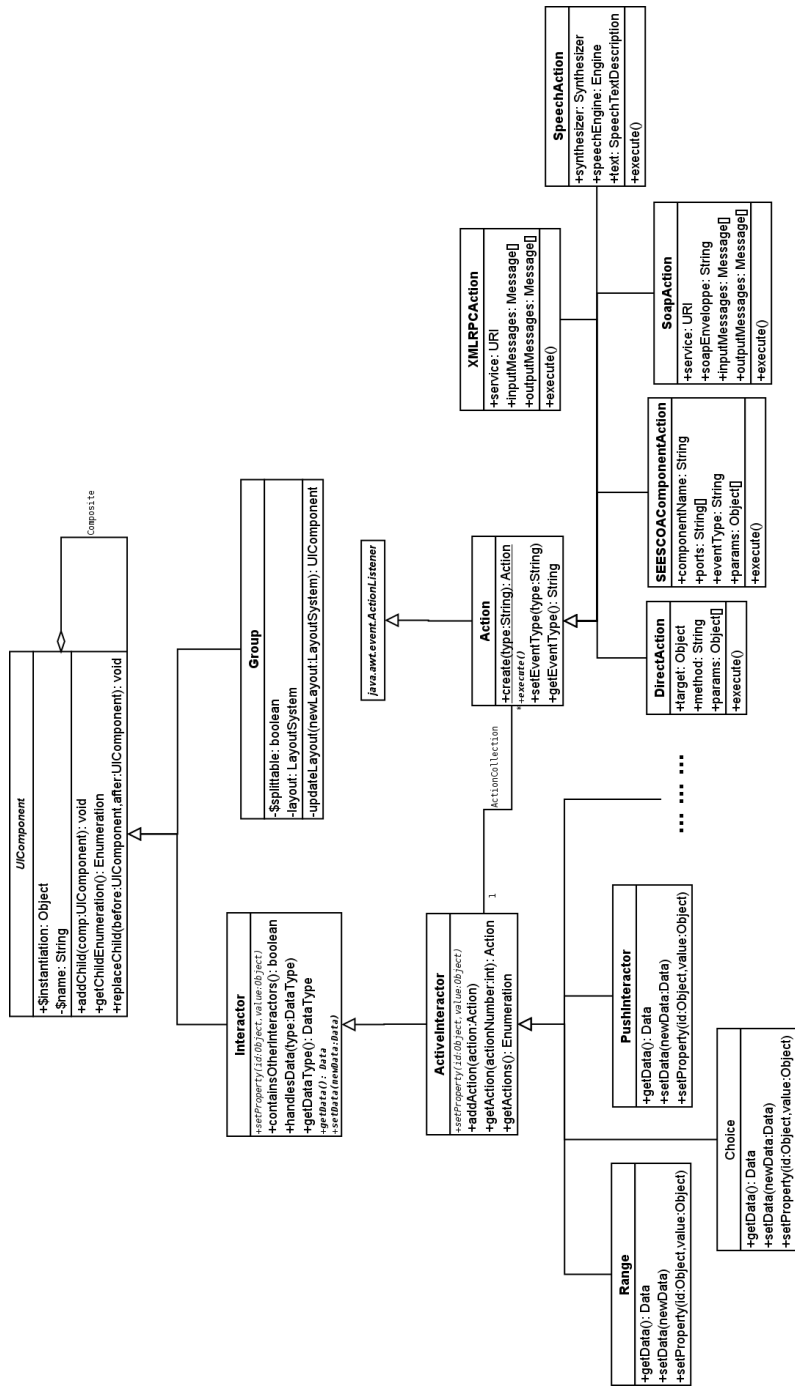 UIComponent
+$instantiation: Object
-$name: String
+addChild(comp:UIComponent): void
+getChildEnumeration(): Enumeration
+replaceChild(before:UIComponent,after:UIComponent): void
Composite
Interactor
+setProperty(id:Object,value:Object)
+containsOtherInteractors(): boolean
+handlesData(type:DataType)
+getDataType(): DataType
+getData(): Data
+setData(newData:Data)
Group
-$splittable: boolean
-layout: LayoutSystem
-updateLayout(newLayout:LayoutSystem): UIComponent
java.awt.event.ActionListener
ActiveInteractor
+setProperty(id:Object,value:Object)
+addAction(action:Action)
+getAction(actionNumber:int): Action
+getActions(): Enumeration
1
ActionCollection
*
Action
+create(type:String): Action
+execute()
+setEventType(type:String)
+getEventType(): String
XMLRPCAction
+service: URI
+inputMessages: Message[]
+outputMessages: Message[]
+execute()
SpeechAction
+synthesizer: Synthesizer
+speechEngine: Engine
+text: SpeechTextDescription
+execute()
Range
+getData(): Data
+setData(newData)
+setProperty(id:Object,value:Object)
PushInteractor
+getData(): Data
+setData(newData:Data)
+setProperty(id:Object,value:Object)
... ... ...
DirectAction
+target: Object
+method: String
+params: Object[]
+execute()
SEESCOAComponentAction
+componentName: String
+ports: String[]
+eventType: String
+params: Object[]
+execute()
SoapAction
+service: URI
+soapEnveloppe: String
+inputMessages: Message[]
+outputMessages: Message[]
+execute()
Choice
+getData(): Data
+setData(newData:Data)
+setProperty(id:Object,value:Object)